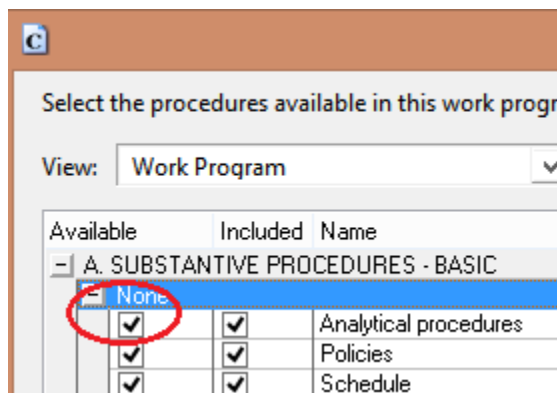 C
Select the procedures available in this work progr
View: Work Program
Available Included Name
A. SUBSTANTIVE PROCEDURES - BASIC
None
Analytical procedures
Policies
Schedule